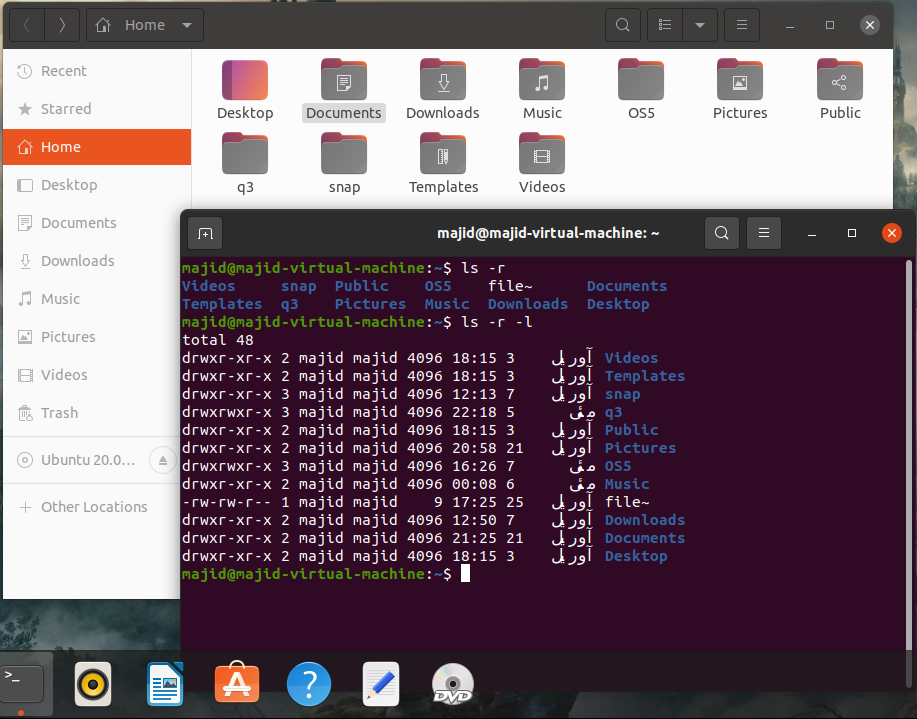 Home
Recent
Starred
Home
Desktop
Documents
Downloads
Music
Pictures
Videos
Trash
Ubuntu 20.0...
Other Locations
Desktop Documents Downloads Music OS5 Pictures Public
q3 snap Templates Videos
majid@majid-virtual-machine: ~
majid@majid-virtual-machine:~$ ls -r
Videos snap Public OS5 file~ Documents
Templates q3 Pictures Music Downloads Desktop
majid@majid-virtual-machine:~$ ls -r -l
total 48
drwxr-xr-x 2 majid majid 4096 18:15 3 آوریل Videos
drwxr-xr-x 2 majid majid 4096 18:15 3 آوریل Templates
drwxr-xr-x 3 majid majid 4096 12:13 7 آوریل snap
drwxrwxr-x 3 majid majid 4096 22:18 5 مئی q3
drwxr-xr-x 2 majid majid 4096 18:15 3 آوریل Public
drwxr-xr-x 2 majid majid 4096 20:58 21 آوریل Pictures
drwxrwxr-x 3 majid majid 4096 16:26 7 مئی OS5
drwxr-xr-x 2 majid majid 4096 00:08 6 مئی Music
-rw-rw-r-- 1 majid majid 9 17:25 25 آوریل file~
drwxr-xr-x 2 majid majid 4096 12:50 7 آوریل Downloads
drwxr-xr-x 2 majid majid 4096 21:25 21 آوریل Documents
drwxr-xr-x 2 majid majid 4096 18:15 3 آوریل Desktop
majid@majid-virtual-machine:~$
>_
A
?
DVD